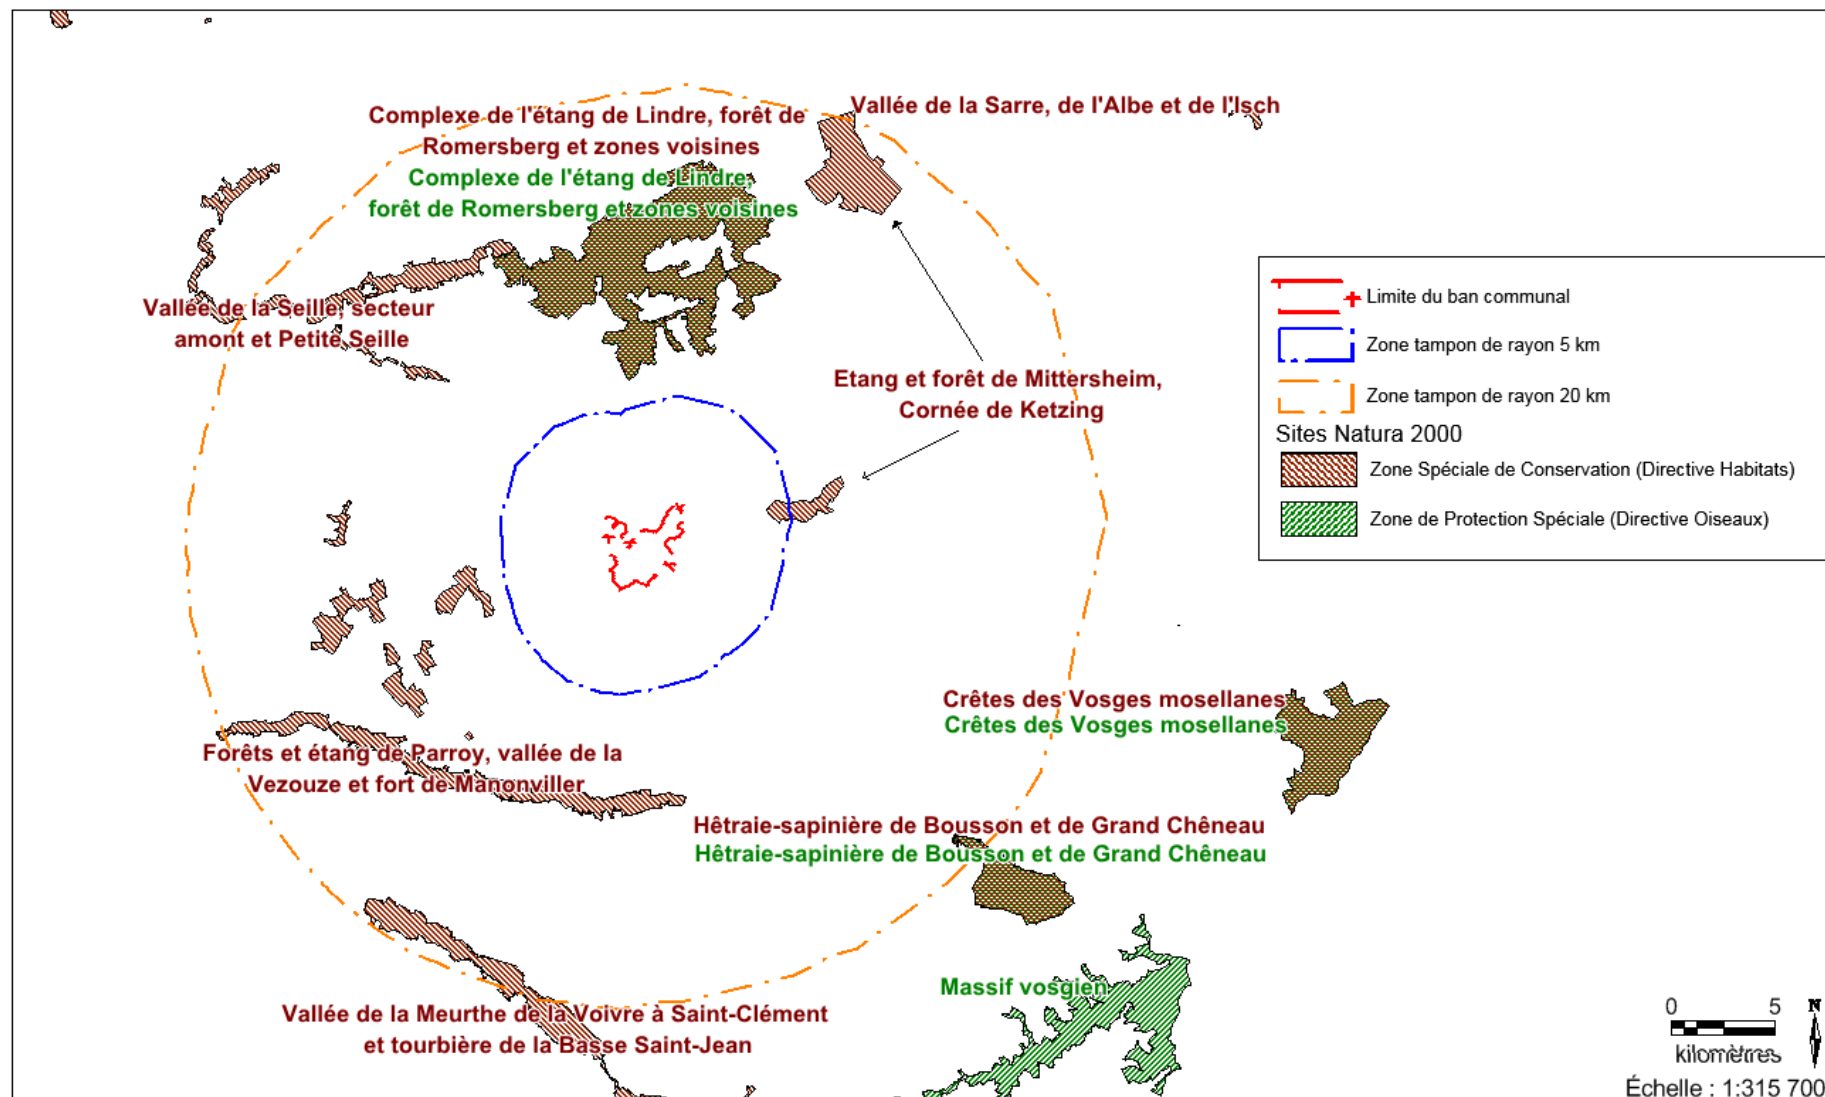 Complexe de l'étang de Lindre, forêt de
Romersberg et zones voisines
Complexe de l'étang de Lindre,
forêt de Romersberg et zones voisines
Vallée de la Sarre, de l'Albe et de l'Isch
Vallée de la Seille, secteur
amont et Petite Seille
Etang et forêt de Mittersheim,
Cornée de Ketzing
Limite du ban communal
Zone tampon de rayon 5 km
Zone tampon de rayon 20 km
Sites Natura 2000
Zone Spéciale de Conservation (Directive Habitats)
Zone de Protection Spéciale (Directive Oiseaux)
Crêtes des Vosges mosellanes
Crêtes des Vosges mosellanes
Forêts et étang de Parroy, vallée de la
Vezouze et fort de Manonviller
Hêtraie-sapinière de Bousson et de Grand Chêneau
Hêtraie-sapinière de Bousson et de Grand Chêneau
Massif vosgien
Vallée de la Meurthe de la Voivre à Saint-Clément
et tourbière de la Basse Saint-Jean
0 5 N
kilomètres
Échelle : 1:315 700